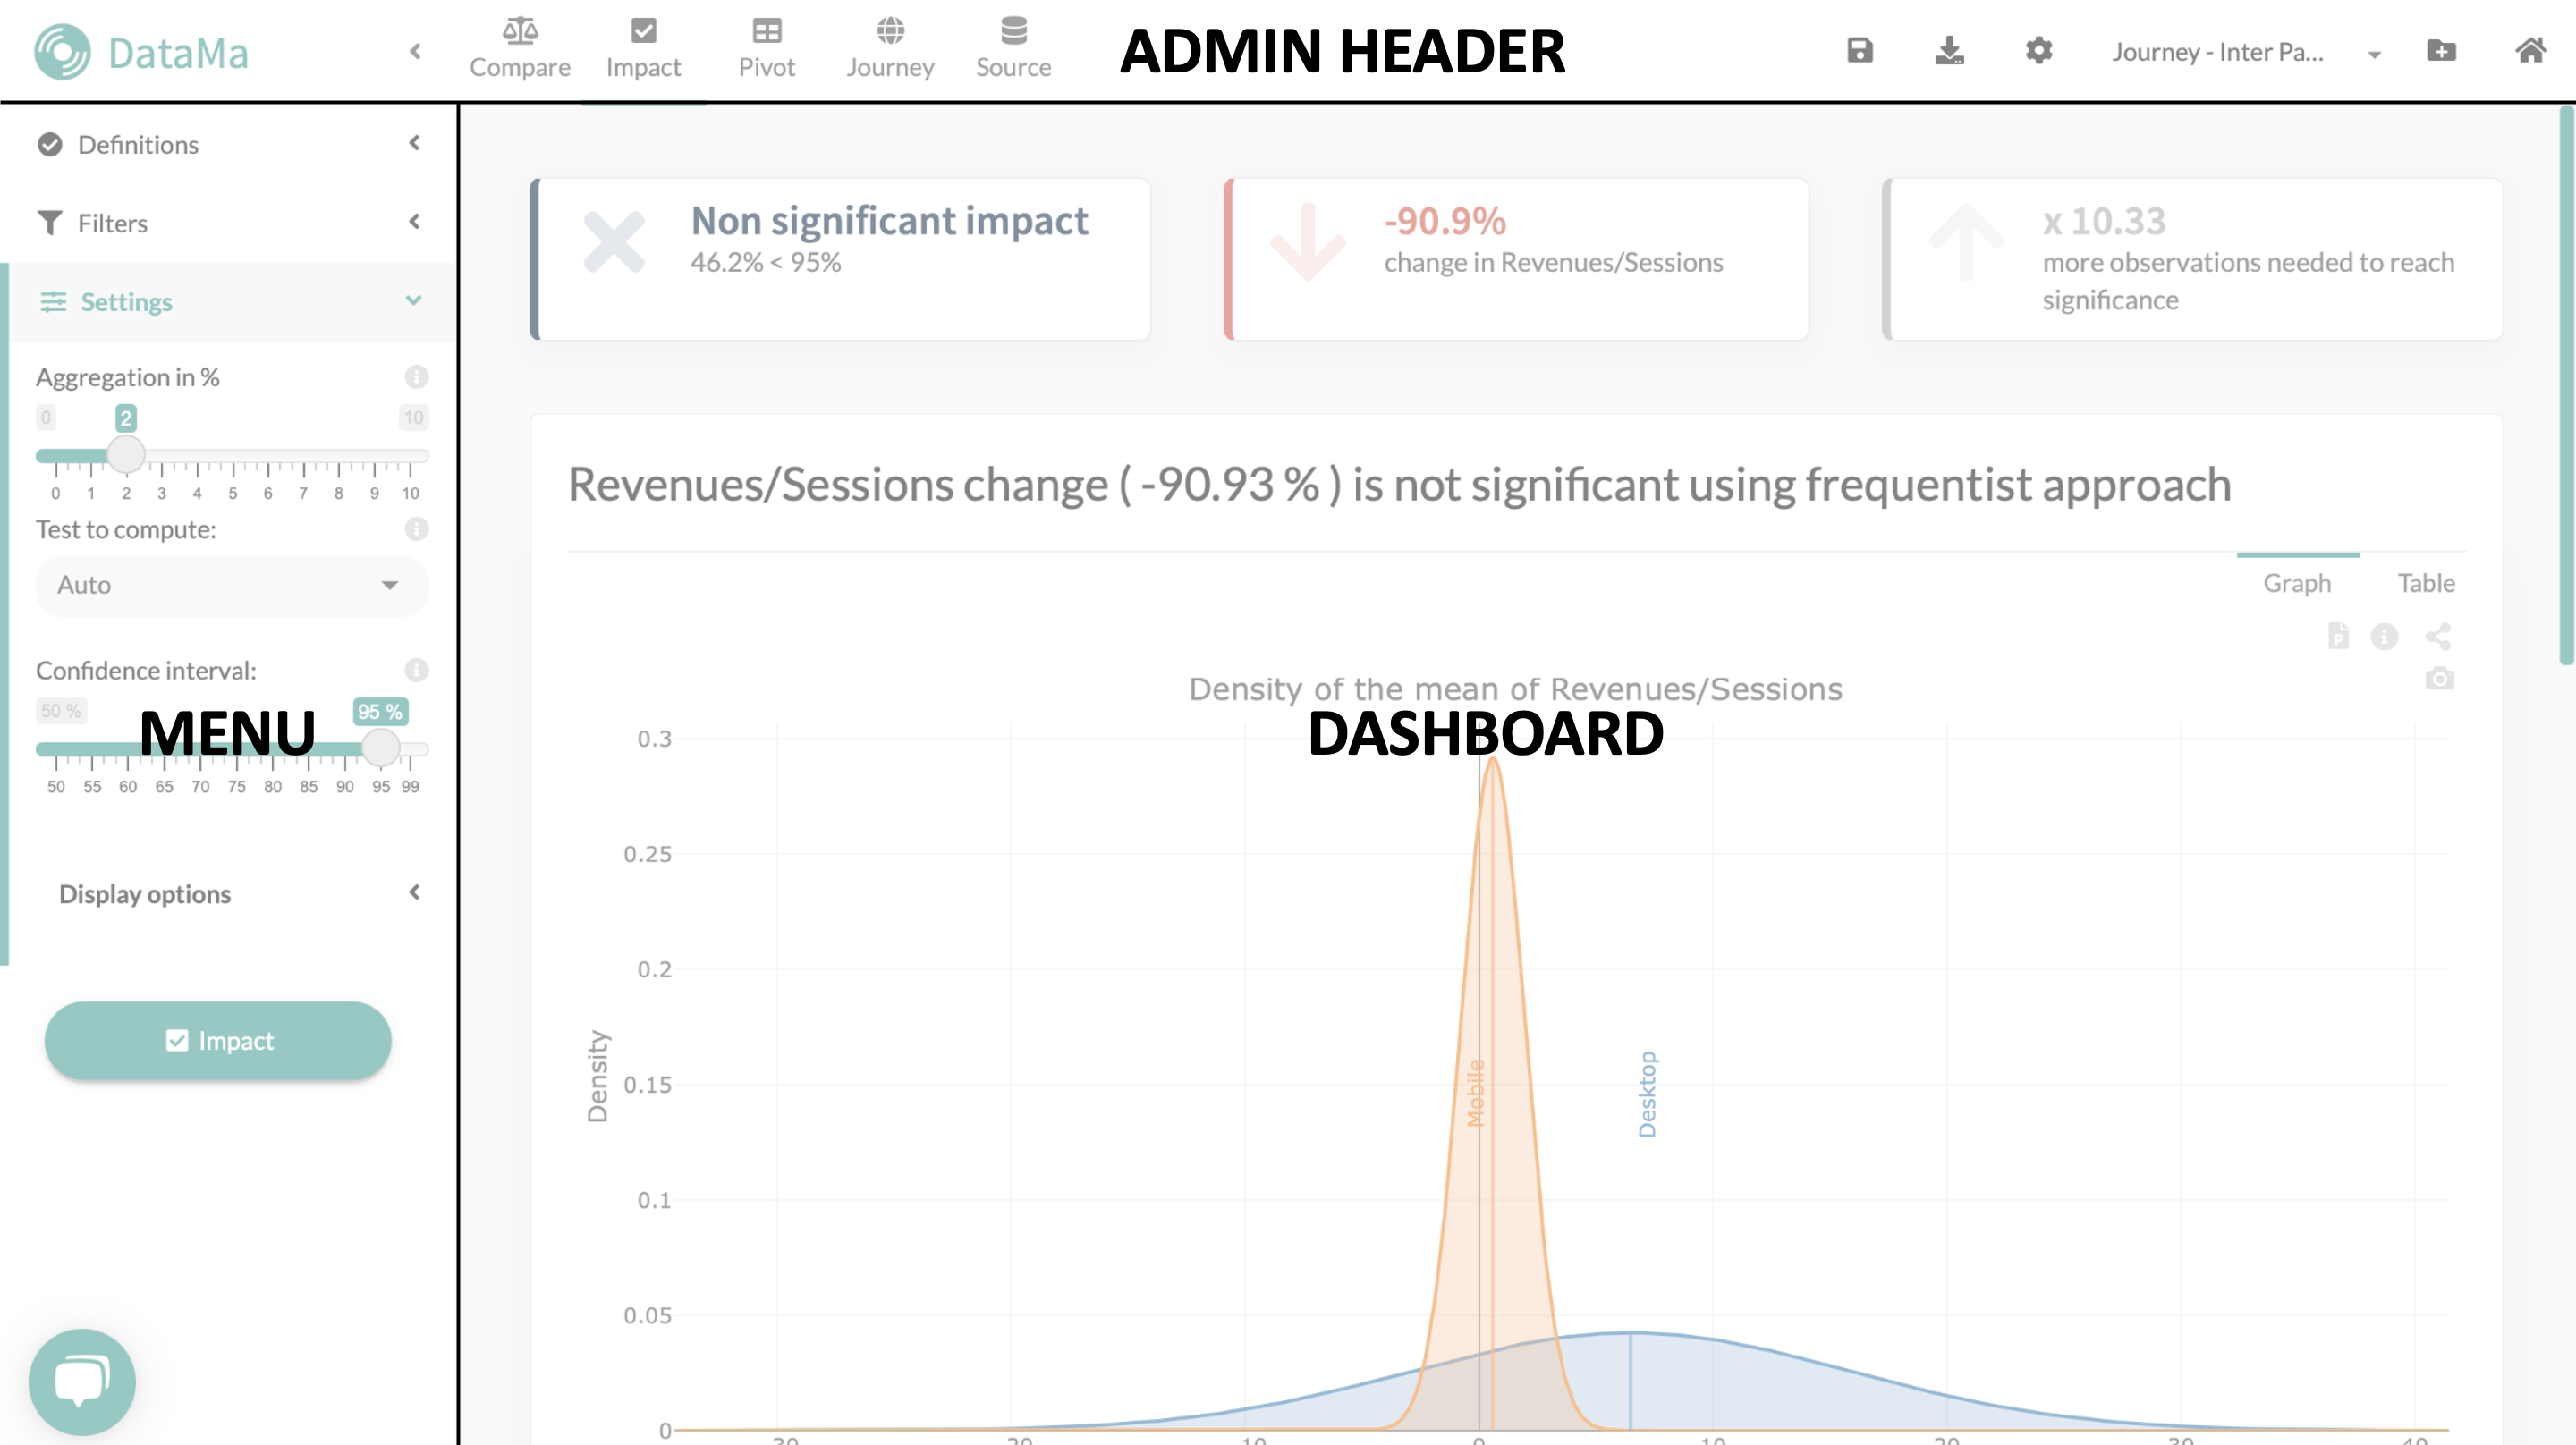 DataMa
Compare
Impact
Pivot
Journey
Source
ADMIN HEADER
Journey - Inter Pa...
Definitions
Filters
Settings
Aggregation in %
0 2 10
0 1 2 3 4 5 6 7 8 9 10
Test to compute:
Auto
Confidence interval:
50 % 95 %
MENU
50 55 60 65 70 75 80 85 90 95 99
Display options
Impact
Non significant impact
46.2% < 95%
-90.9%
change in Revenues/Sessions
x 10.33
more observations needed to reach
significance
Revenues/Sessions change ( -90.93 % ) is not significant using frequentist approach
Graph
Table
Density of the mean of Revenues/Sessions
DASHBOARD
0.3
0.25
0.2
0.15
0.1
0.05
0
Density
Mobile
Desktop